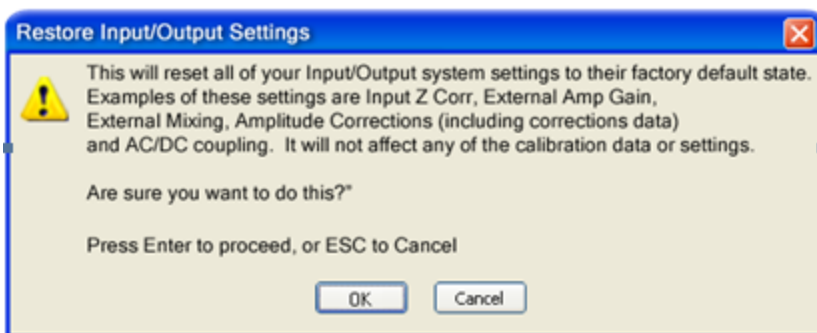 Restore Input/Output Settings
This will reset all of your Input/Output system settings to their factory default state.
Examples of these settings are Input Z Corr, External Amp Gain,
External Mixing, Amplitude Corrections (including corrections data)
and AC/DC coupling.  It will not affect any of the calibration data or settings.
Are sure you want to do this?"
Press Enter to proceed, or ESC to Cancel
OK
Cancel